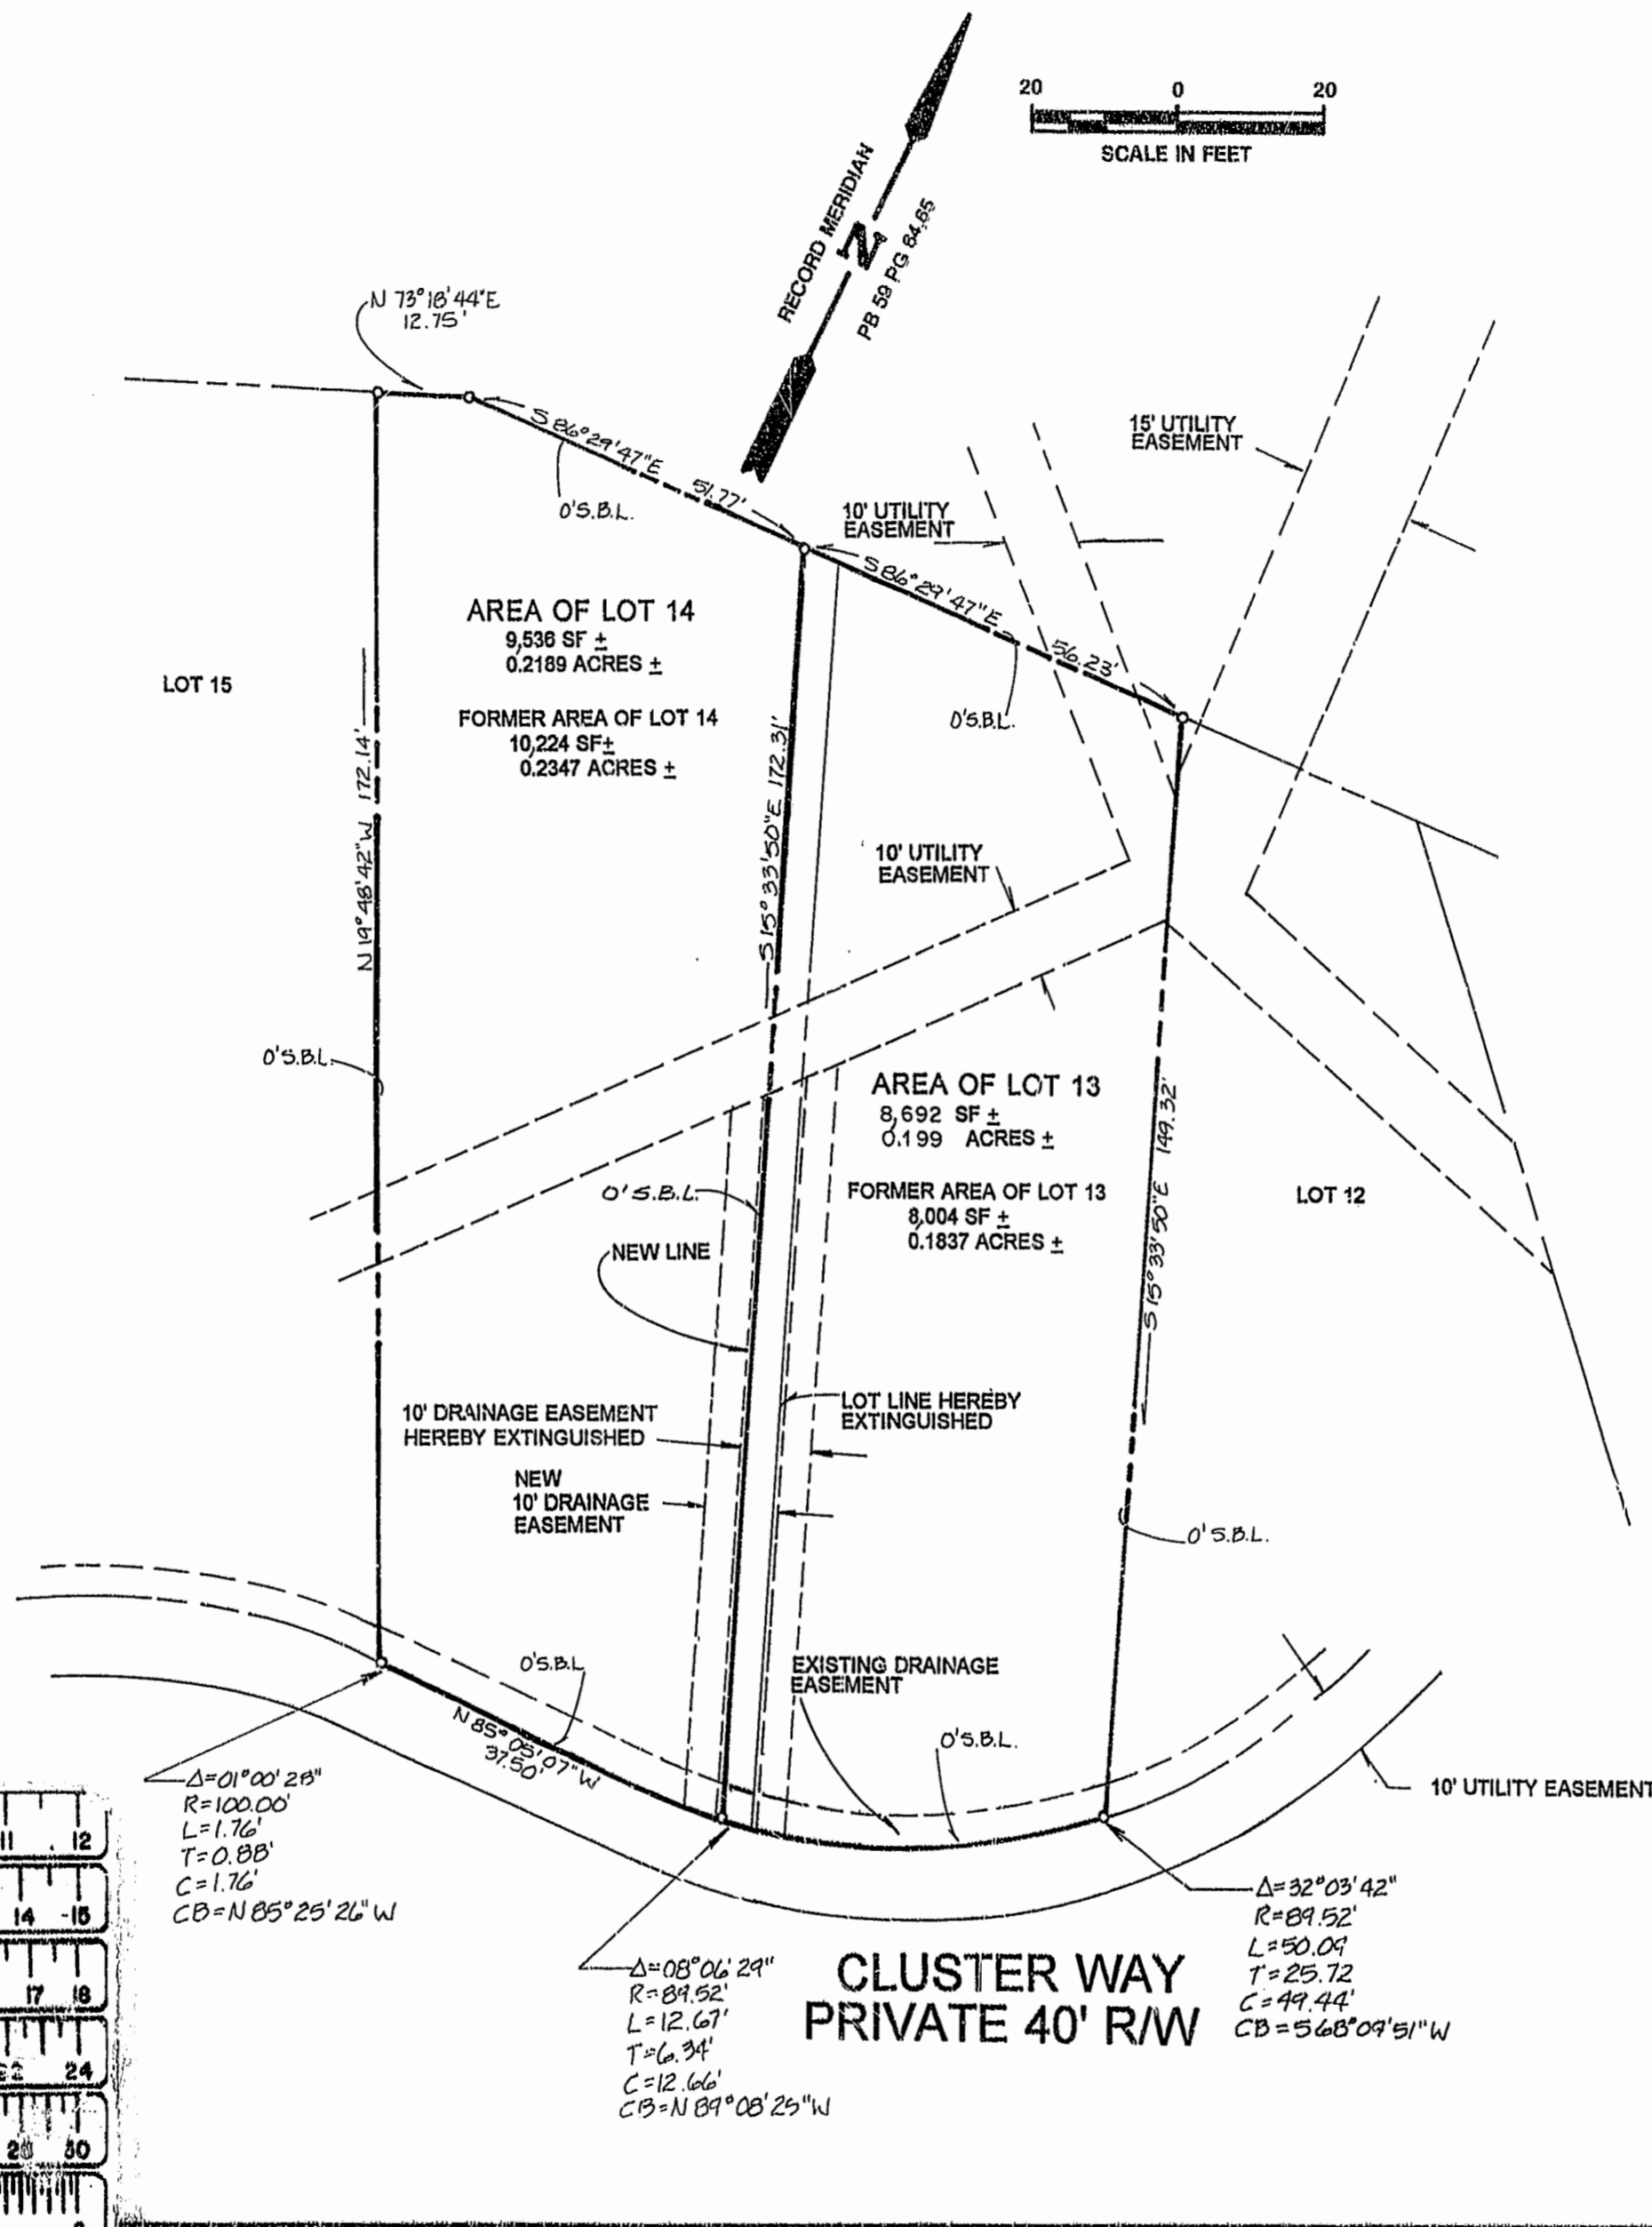 20 0 20
SCALE IN FEET
RECORD MERIDIAN
N
PB 59 PG 64,65
N 73°18'44"E
12.75'
S 86°29'47"E
51.77'
O'S.B.L.
15' UTILITY
EASEMENT
10' UTILITY
EASEMENT
S 86°29'47"E
56.23'
O'S.B.L.
AREA OF LOT 14
9,536 SF ±
0.2189 ACRES ±
LOT 15
FORMER AREA OF LOT 14
10,224 SF±
0.2347 ACRES ±
N 19°48'42"W 172.14'
S 15°33'50"E 172.31'
10' UTILITY
EASEMENT
O'S.B.L.
AREA OF LOT 13
8,692 SF ±
0.199 ACRES ±
S 15°33'50"E 149.32'
O'S.B.L.
FORMER AREA OF LOT 13
8,004 SF ±
0.1837 ACRES ±
LOT 12
NEW LINE
10' DRAINAGE EASEMENT
HEREBY EXTINGUISHED
LOT LINE HEREBY
EXTINGUISHED
NEW
10' DRAINAGE
EASEMENT
O'S.B.L.
O'S.B.L
EXISTING DRAINAGE
EASEMENT
N 85°05'07"W
37.50'
O'S.B.L.
10' UTILITY EASEMENT
Δ=01°00'28"
R=100.00'
L=1.76'
T=0.88'
C=1.76'
CB=N 85°25'26"W
Δ=08°06'29"
R=89.52'
L=12.67'
T=6.34'
C=12.66'
CB=N 89°08'25"W
CLUSTER WAY
PRIVATE 40' R/W
Δ=32°03'42"
R=89.52'
L=50.09
T=25.72
C=49.44'
CB=S68°09'51"W
11 12
14 15
17 18
24